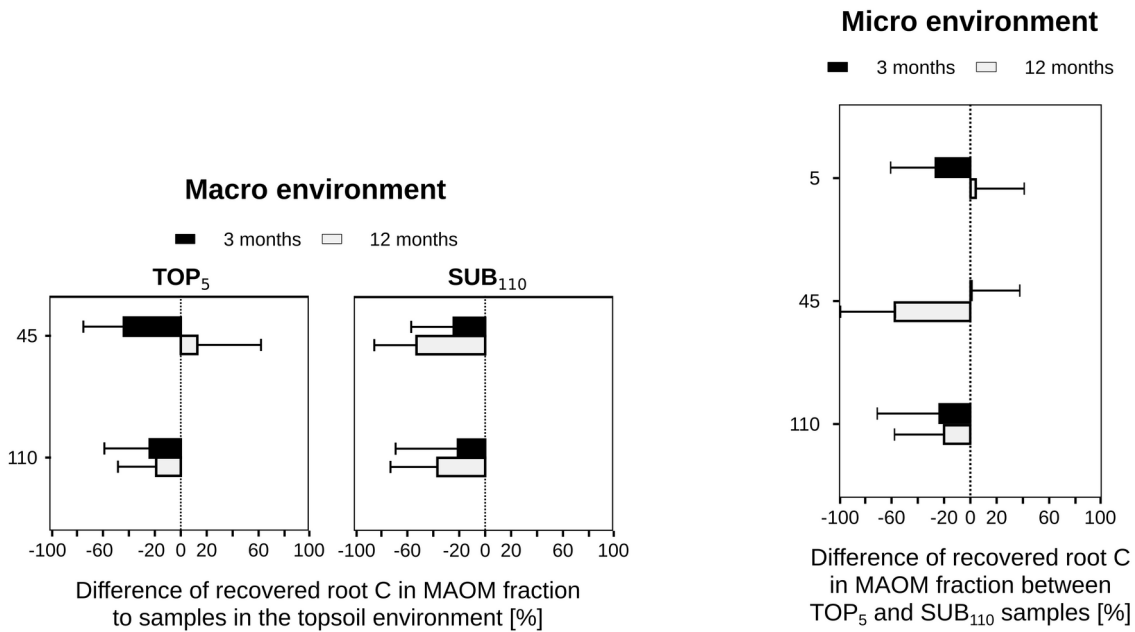 Macro environment
3 months 12 months
TOP5 SUB110
45
110
-100 -60 -20 0 20 60 100 -100 -60 -20 0 20 60 100
Difference of recovered root C in MAOM fraction
to samples in the topsoil environment [%]
Micro environment
3 months 12 months
5
45
110
-100 -60 -20 0 20 60 100
Difference of recovered root C
in MAOM fraction between
TOP5 and SUB110 samples [%]